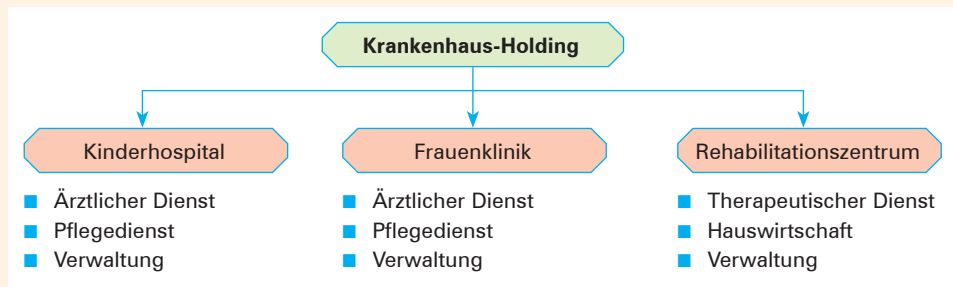 Krankenhaus-Holding
Kinderhospital
Ärztlicher Dienst
Pflegedienst
Verwaltung
Frauenklinik
Ärztlicher Dienst
Pflegedienst
Verwaltung
Rehabilitationszentrum
Therapeutischer Dienst
Hauswirtschaft
Verwaltung